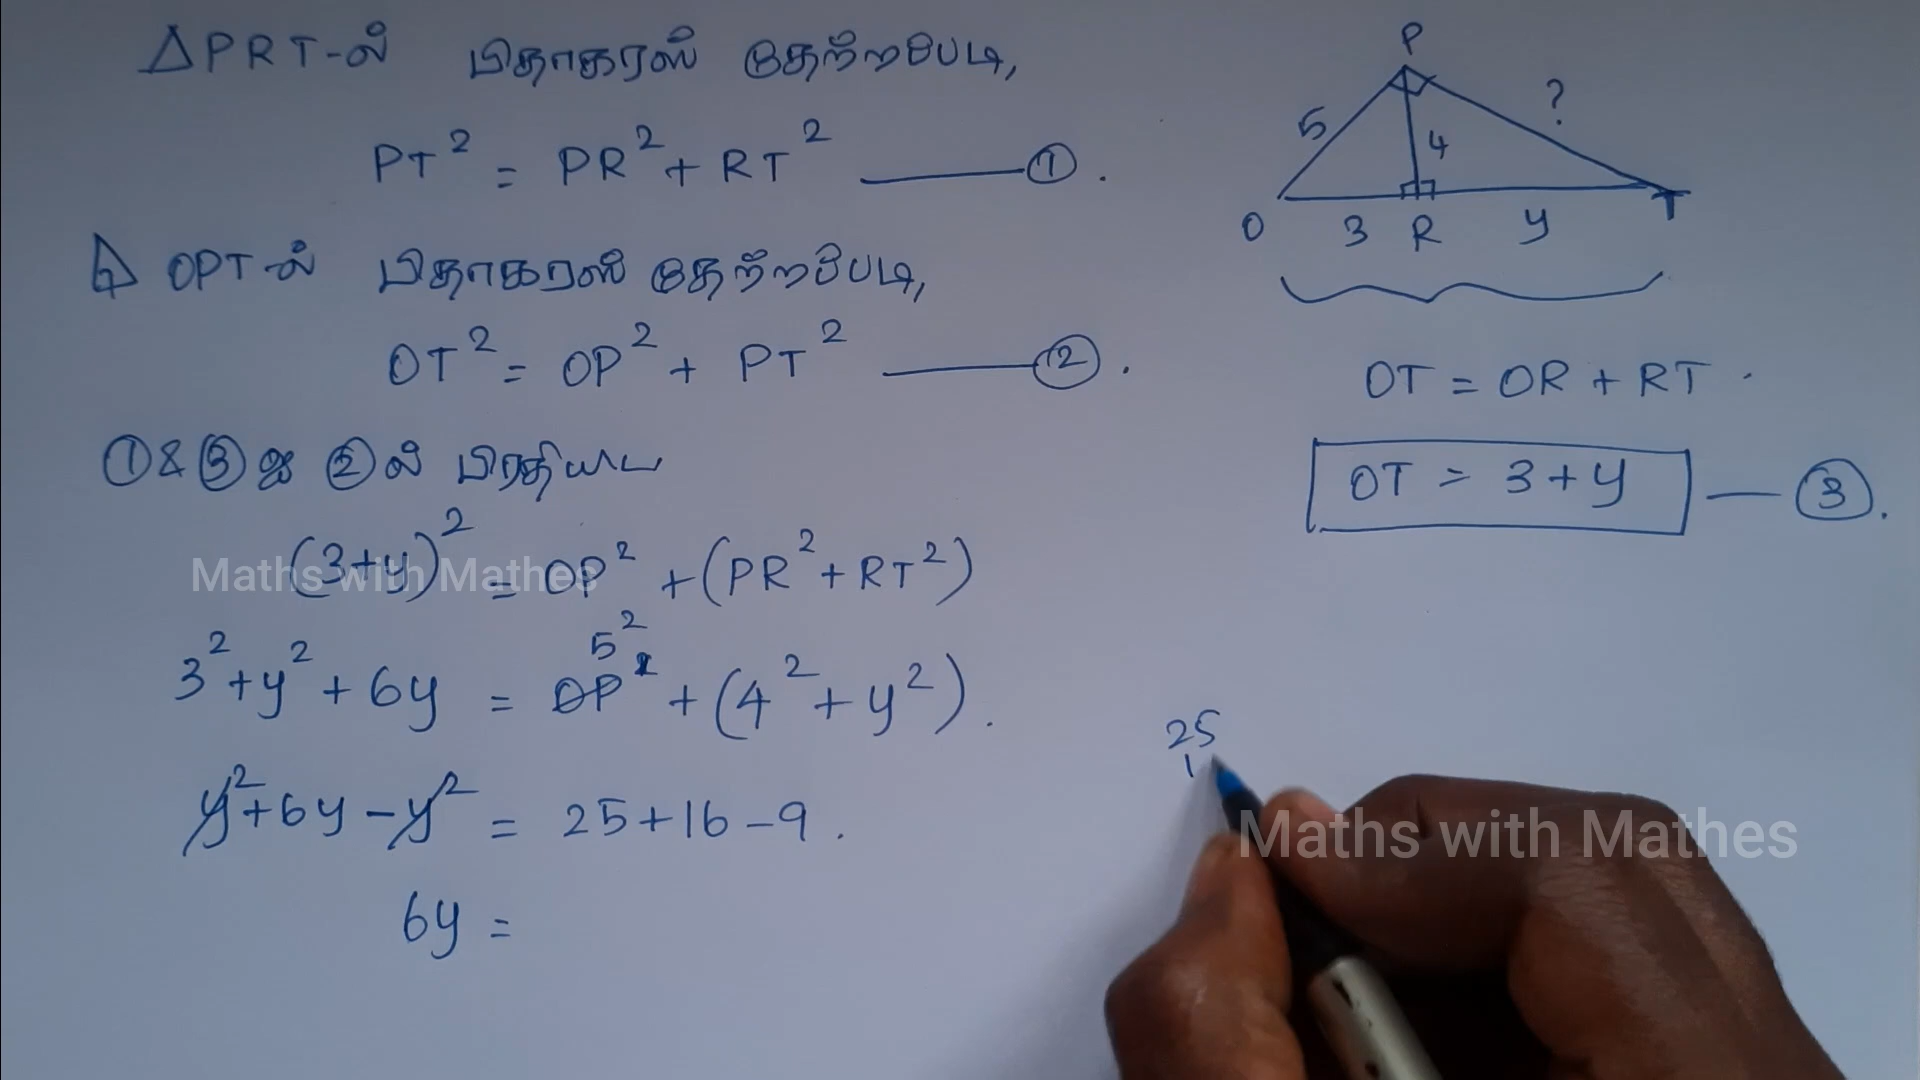 ΔPRT-ல் பிதாகரஸ் தேற்றப்படி,
PT² = PR² + RT² —— ①.
OPT-ல் பிதாகரஸ் தேற்றப்படி,
OT² = OP² + PT² —— ②.
① & ③ ஐ ②ல் பிரதியிட
(3+y)² = OP² + (PR² + RT²)
5²
3² + y² + 6y = OP² + (4² + y²).
y² + 6y - y² = 25 + 16 - 9.
6y =
P
5
4
?
O 3 R y T
OT = OR + RT.
OT = 3 + y — ③.
25
1
Maths with Mathes
Maths with Mathes